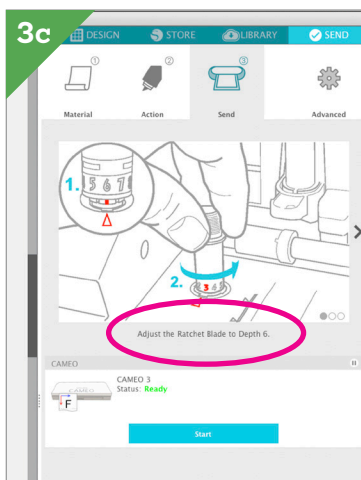 3c
DESIGN STORE LIBRARY SEND
① ② ③
Material Action Send Advanced
1. 5 6 7 8
2. 3 4
Adjust the Ratchet Blade to Depth 6.
CAMEO
CAMEO 3
Status: Ready
CAMEO
F
Start